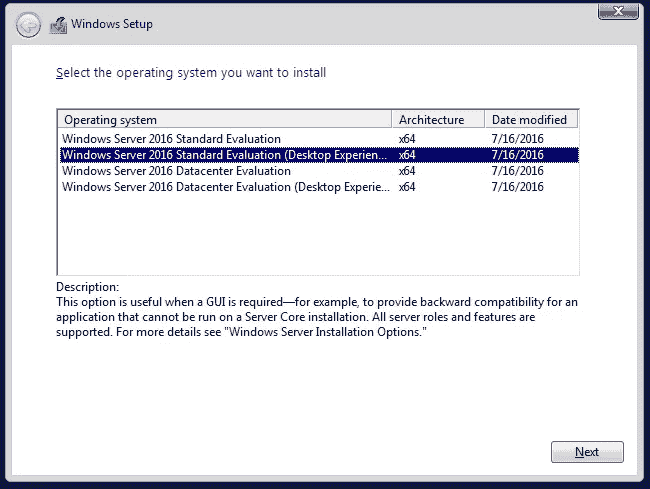 Windows Setup
Select the operating system you want to install
Operating system Architecture Date modified
Windows Server 2016 Standard Evaluation x64 7/16/2016
Windows Server 2016 Standard Evaluation (Desktop Experien... x64 7/16/2016
Windows Server 2016 Datacenter Evaluation x64 7/16/2016
Windows Server 2016 Datacenter Evaluation (Desktop Experie... x64 7/16/2016
Description:
This option is useful when a GUI is required—for example, to provide backward compatibility for an
application that cannot be run on a Server Core installation. All server roles and features are
supported. For more details see "Windows Server Installation Options."
Next